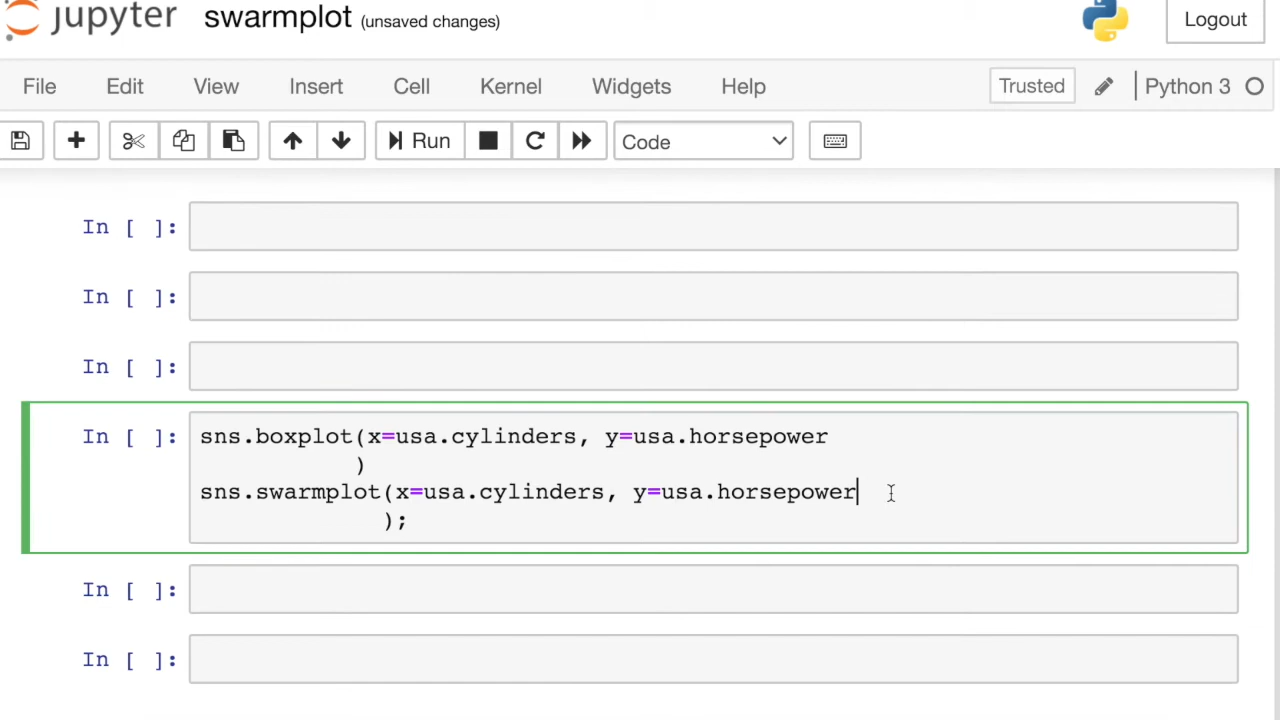 jupyter swarmplot (unsaved changes) Logout
File Edit View Insert Cell Kernel Widgets Help Trusted Python 3
Run Code
In [ ]:
In [ ]:
In [ ]:
In [ ]: sns.boxplot(x=usa.cylinders, y=usa.horsepower
)
sns.swarmplot(x=usa.cylinders, y=usa.horsepower
);
In [ ]:
In [ ]: